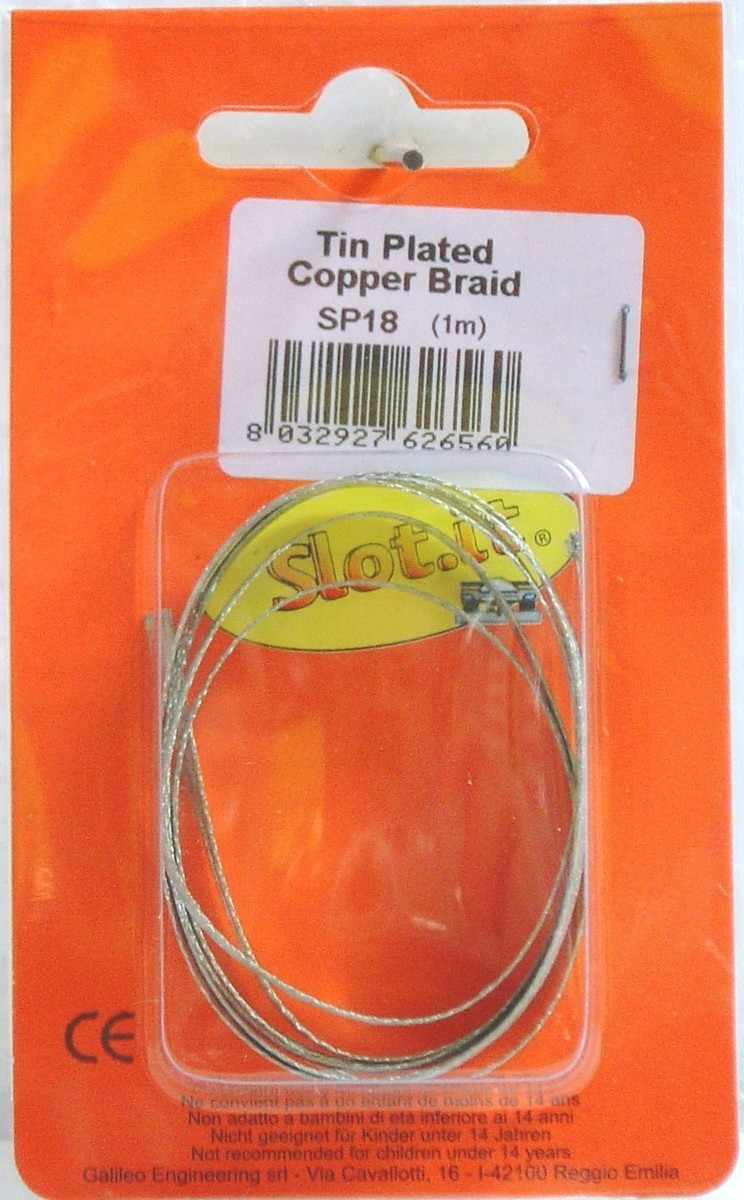 Tin Plated
Copper Braid
SP18 (1m)
8 032927 626560
Slot.it ®
CE
Ne convient pas à un enfant de moins de 14 ans
Non adatto a bambini di età inferiore ai 14 anni
Nicht geeignet für Kinder unter 14 Jahren
Not recommended for children under 14 years
Galileo Engineering srl - Via Cavallotti, 16 - I-42100 Reggio Emilia